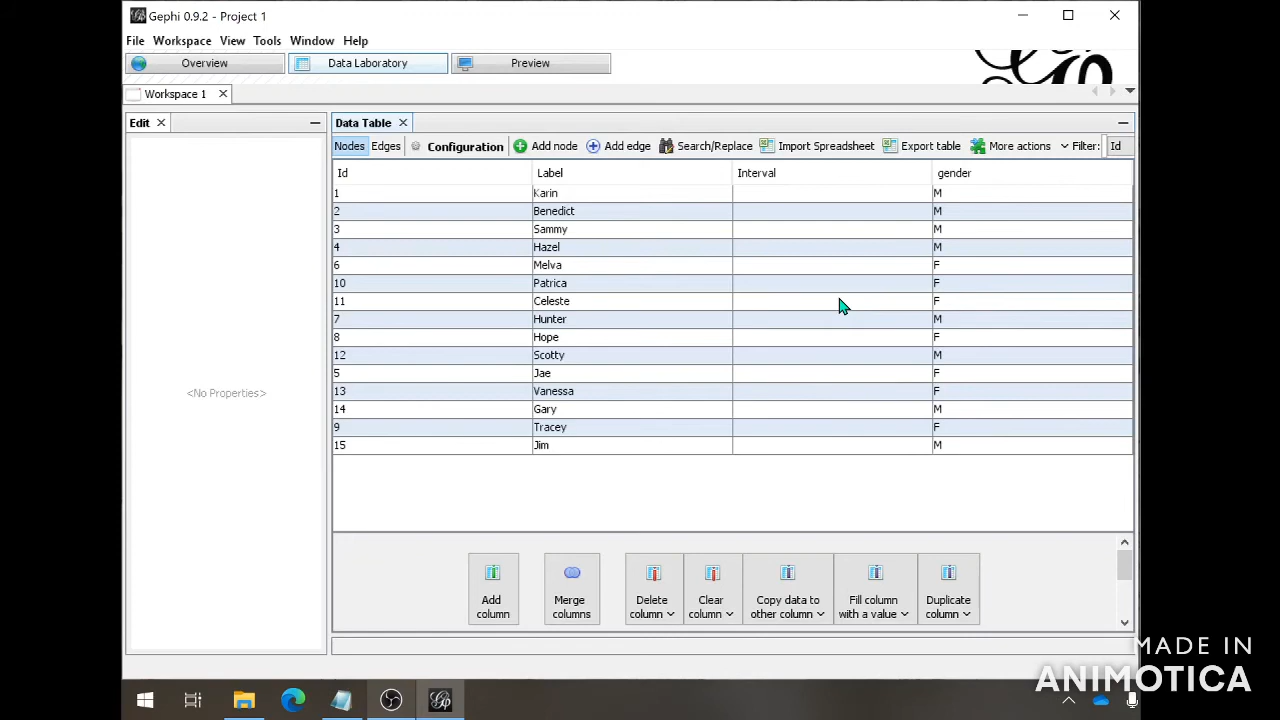 Gephi 0.9.2 - Project 1
File Workspace View Tools Window Help
Overview Data Laboratory Preview
Workspace 1
Edit
Data Table
Nodes Edges Configuration Add node Add edge Search/Replace Import Spreadsheet Export table More actions Filter: Id
Id Label Interval gender
1 Karin M
2 Benedict M
3 Sammy M
4 Hazel M
6 Melva F
10 Patrica F
11 Celeste F
7 Hunter M
8 Hope F
12 Scotty M
5 Jae F
13 Vanessa F
14 Gary M
9 Tracey F
15 Jim M
<No Properties>
Add column
Merge columns
Delete column
Clear column
Copy data to other column
Fill column with a value
Duplicate column
MADE IN
ANIMOTICA